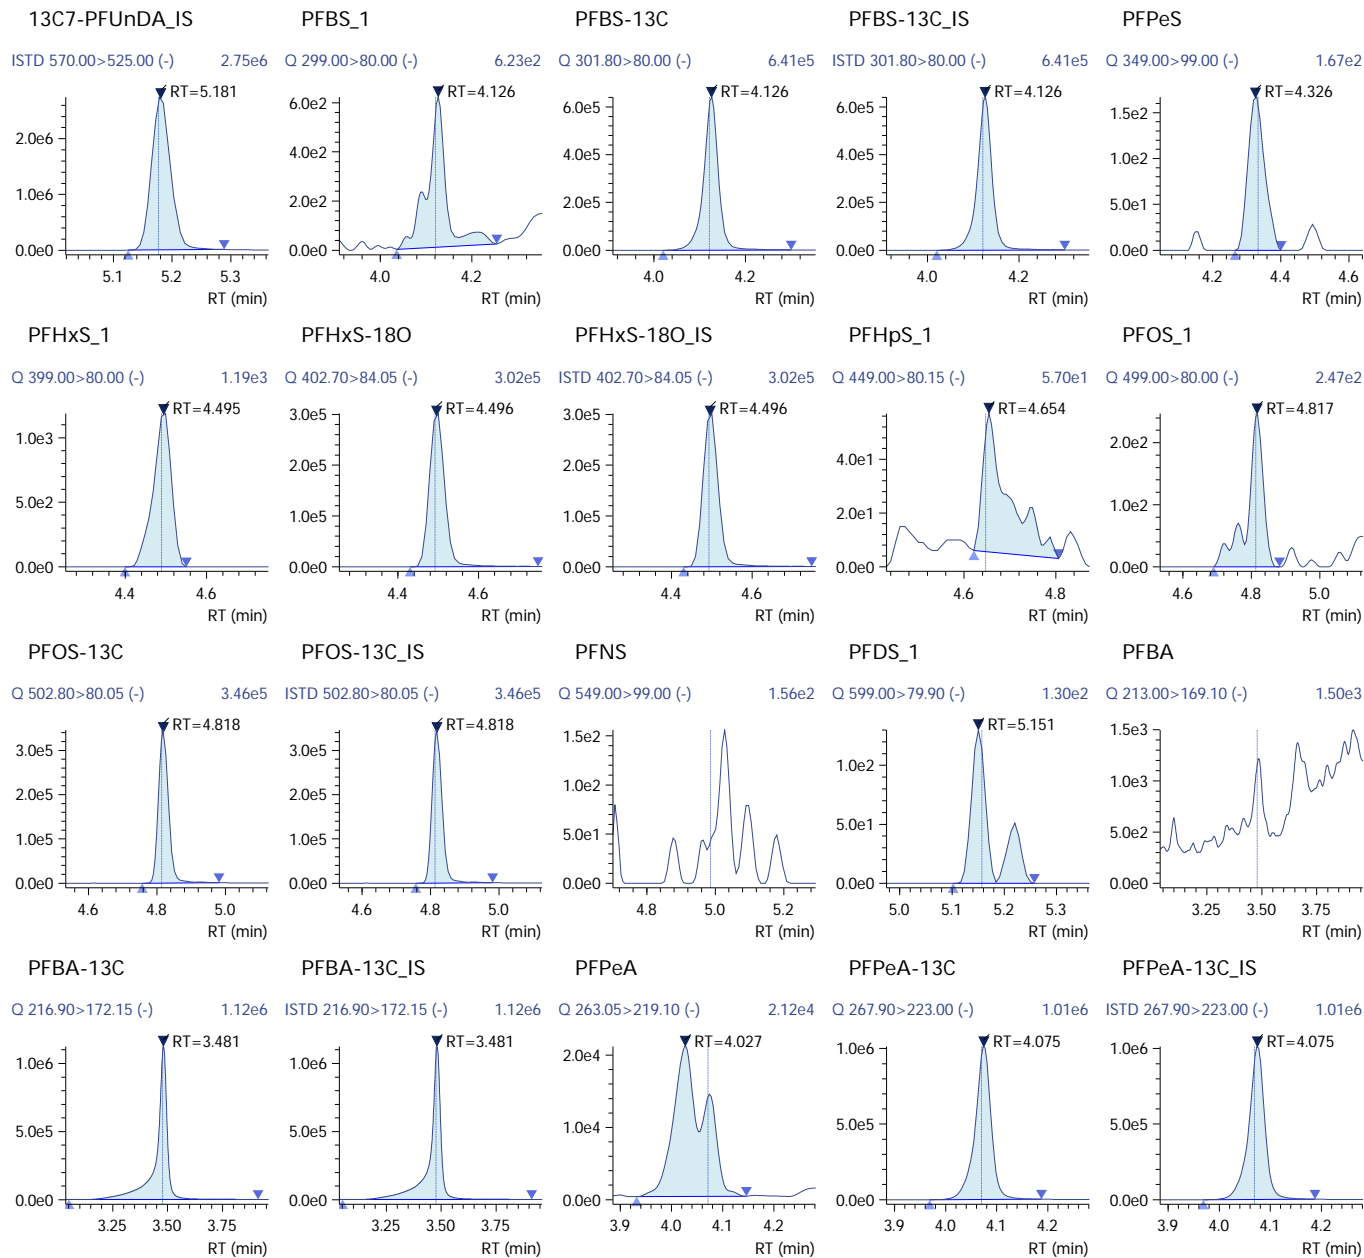 13C7-PFUnDA_IS
ISTD 570.00>525.00 (-) 2.75e6
RT=5.181
2.0e6
1.0e6
0.0e0
5.1 5.2 5.3
RT (min)
PFBS_1
Q 299.00>80.00 (-) 6.23e2
RT=4.126
6.0e2
4.0e2
2.0e2
0.0e0
4.0 4.2
RT (min)
PFBS-13C
Q 301.80>80.00 (-) 6.41e5
RT=4.126
6.0e5
4.0e5
2.0e5
0.0e0
4.0 4.2
RT (min)
PFBS-13C_IS
ISTD 301.80>80.00 (-) 6.41e5
RT=4.126
6.0e5
4.0e5
2.0e5
0.0e0
4.0 4.2
RT (min)
PFPeS
Q 349.00>99.00 (-) 1.67e2
RT=4.326
1.5e2
1.0e2
5.0e1
0.0e0
4.2 4.4 4.6
RT (min)
PFHxS_1
Q 399.00>80.00 (-) 1.19e3
RT=4.495
1.0e3
5.0e2
0.0e0
4.4 4.6
RT (min)
PFHxS-18O
Q 402.70>84.05 (-) 3.02e5
RT=4.496
3.0e5
2.0e5
1.0e5
0.0e0
4.4 4.6
RT (min)
PFHxS-18O_IS
ISTD 402.70>84.05 (-) 3.02e5
RT=4.496
3.0e5
2.0e5
1.0e5
0.0e0
4.4 4.6
RT (min)
PFHpS_1
Q 449.00>80.15 (-) 5.70e1
RT=4.654
4.0e1
2.0e1
0.0e0
4.6 4.8
RT (min)
PFOS_1
Q 499.00>80.00 (-) 2.47e2
RT=4.817
2.0e2
1.0e2
0.0e0
4.6 4.8 5.0
RT (min)
PFOS-13C
Q 502.80>80.05 (-) 3.46e5
RT=4.818
3.0e5
2.0e5
1.0e5
0.0e0
4.6 4.8 5.0
RT (min)
PFOS-13C_IS
ISTD 502.80>80.05 (-) 3.46e5
RT=4.818
3.0e5
2.0e5
1.0e5
0.0e0
4.6 4.8 5.0
RT (min)
PFNS
Q 549.00>99.00 (-) 1.56e2
1.5e2
1.0e2
5.0e1
0.0e0
4.8 5.0 5.2
RT (min)
PFDS_1
Q 599.00>79.90 (-) 1.30e2
RT=5.151
1.0e2
5.0e1
0.0e0
5.0 5.1 5.2 5.3
RT (min)
PFBA
Q 213.00>169.10 (-) 1.50e3
1.5e3
1.0e3
5.0e2
0.0e0
3.25 3.50 3.75
RT (min)
PFBA-13C
Q 216.90>172.15 (-) 1.12e6
RT=3.481
1.0e6
5.0e5
0.0e0
3.25 3.50 3.75
RT (min)
PFBA-13C_IS
ISTD 216.90>172.15 (-) 1.12e6
RT=3.481
1.0e6
5.0e5
0.0e0
3.25 3.50 3.75
RT (min)
PFPeA
Q 263.05>219.10 (-) 2.12e4
RT=4.027
2.0e4
1.0e4
0.0e0
3.9 4.0 4.1 4.2
RT (min)
PFPeA-13C
Q 267.90>223.00 (-) 1.01e6
RT=4.075
1.0e6
5.0e5
0.0e0
3.9 4.0 4.1 4.2
RT (min)
PFPeA-13C_IS
ISTD 267.90>223.00 (-) 1.01e6
RT=4.075
1.0e6
5.0e5
0.0e0
3.9 4.0 4.1 4.2
RT (min)